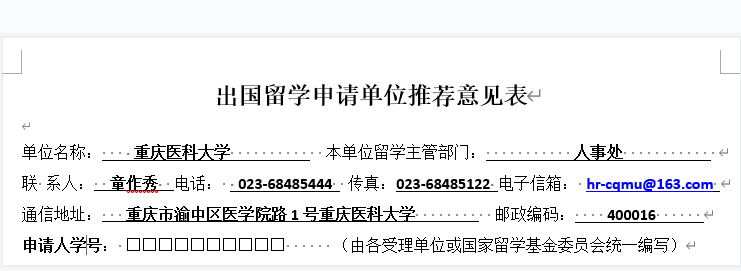 出国留学申请单位推荐意见表
单位名称： 重庆医科大学 本单位留学主管部门： 人事处
联 系人： 童作秀 电话： 023-68485444 传真：023-68485122 电子信箱： hr-cqmu@163.com
通信地址： 重庆市渝中区医学院路 1 号重庆医科大学 邮政编码： 400016
申请人学号： □□□□□□□□□□ （由各受理单位或国家留学基金委员会统一编写）